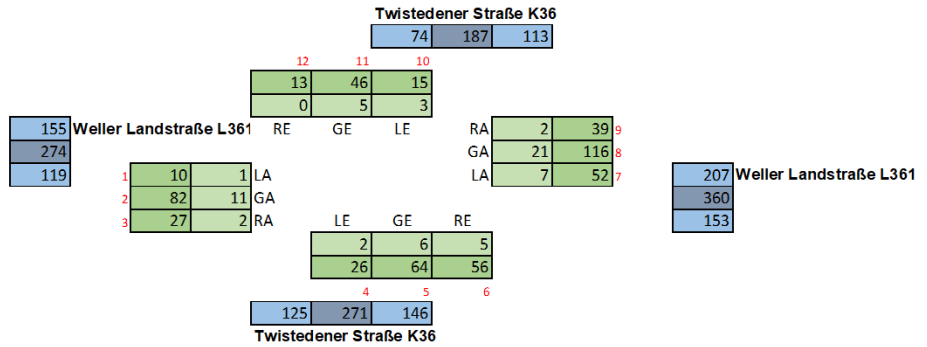 Twistedener Straße K36
74 187 113
12 11 10
13 46 15
0 5 3
155 Weller Landstraße L361 RE GE LE RA 2 39 9
274 GA 21 116 8
119 1 10 1 LA LA 7 52 7 207 Weller Landstraße L361
2 82 11 GA 360
3 27 2 RA LE GE RE 153
2 6 5
26 64 56
4 5 6
125 271 146
Twistedener Straße K36